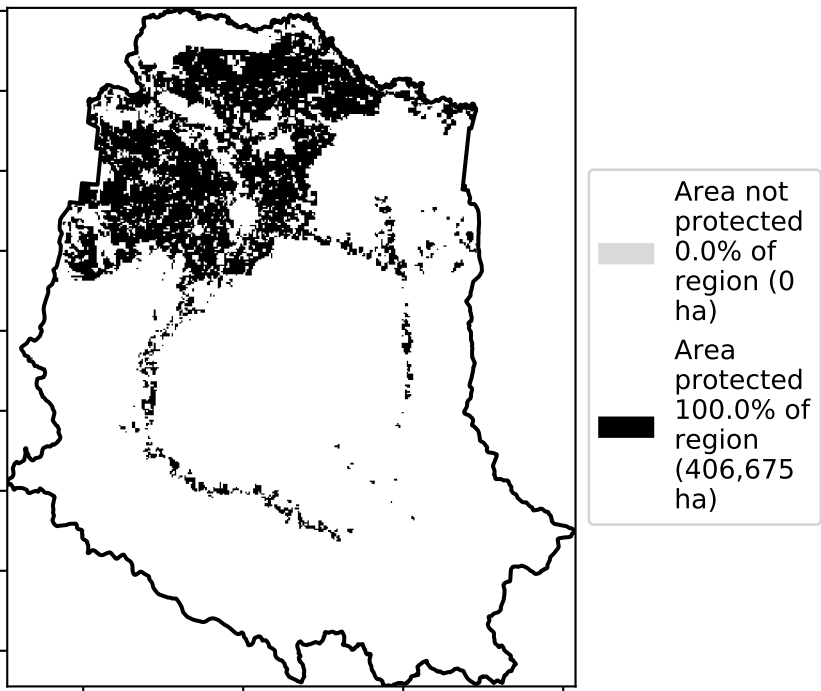 Area not
protected
0.0% of
region (0
ha)
Area
protected
100.0% of
region
(406,675
ha)